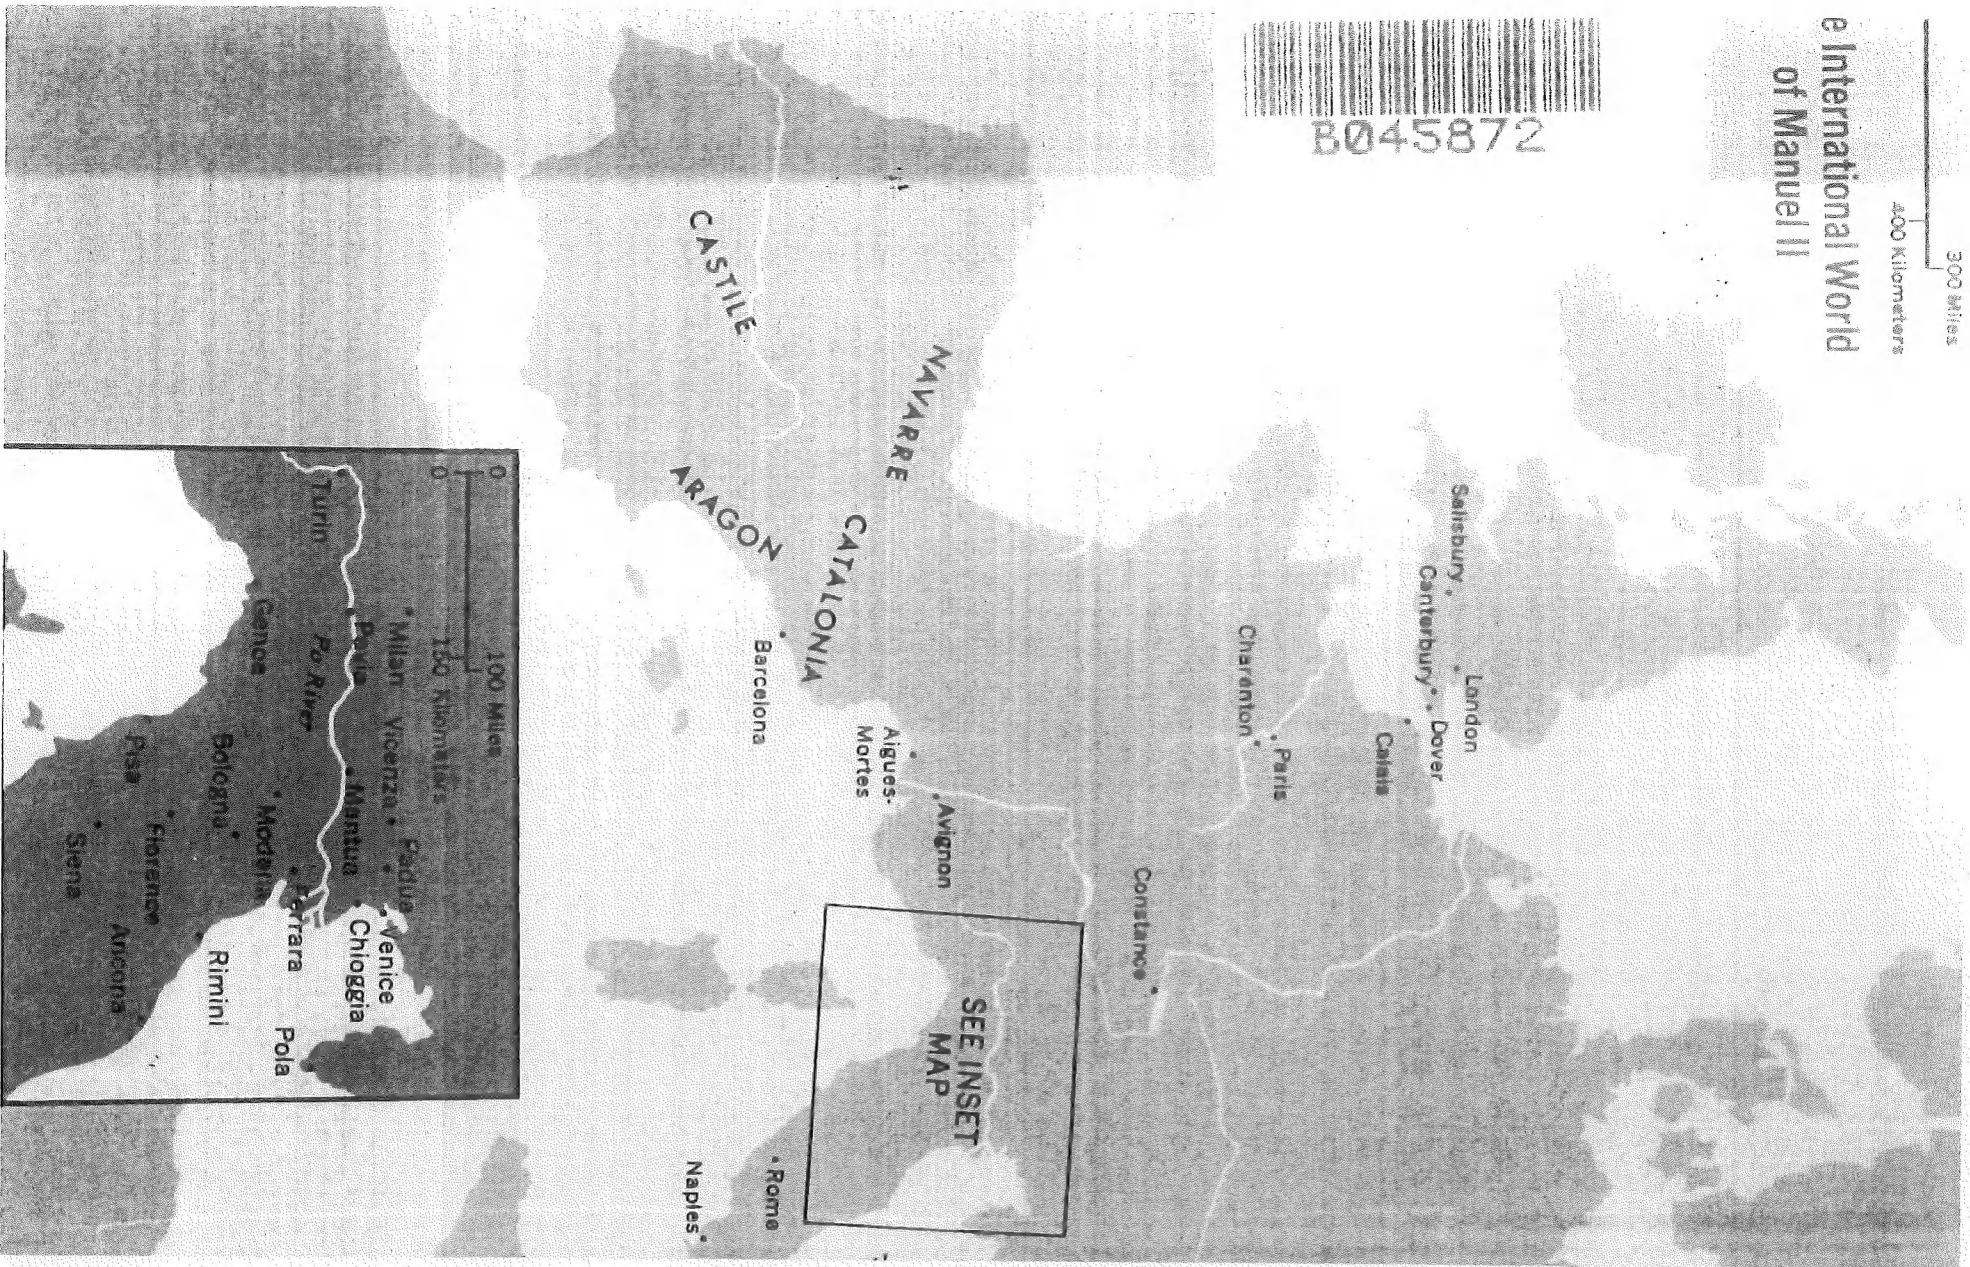 300 Miles
400 Kilometers
e International World
of Manuel II
B045872
London
Salisbury
Canterbury
Dover
Calais
Paris
Charenton
Constance
NAVARRE
CASTILE
ARAGON
CATALONIA
Barcelona
Aigues-
Mortes
Avignon
SEE INSET
MAP
Rome
Naples
0
100 Miles
0
150 Kilometers
Milan
Vicenza
Padua
Venice
Chioggia
Turin
Pavia
Mantua
Po River
Ferrara
Pola
Genoa
Modena
Bologna
Rimini
Pisa
Florence
Ancona
Siena